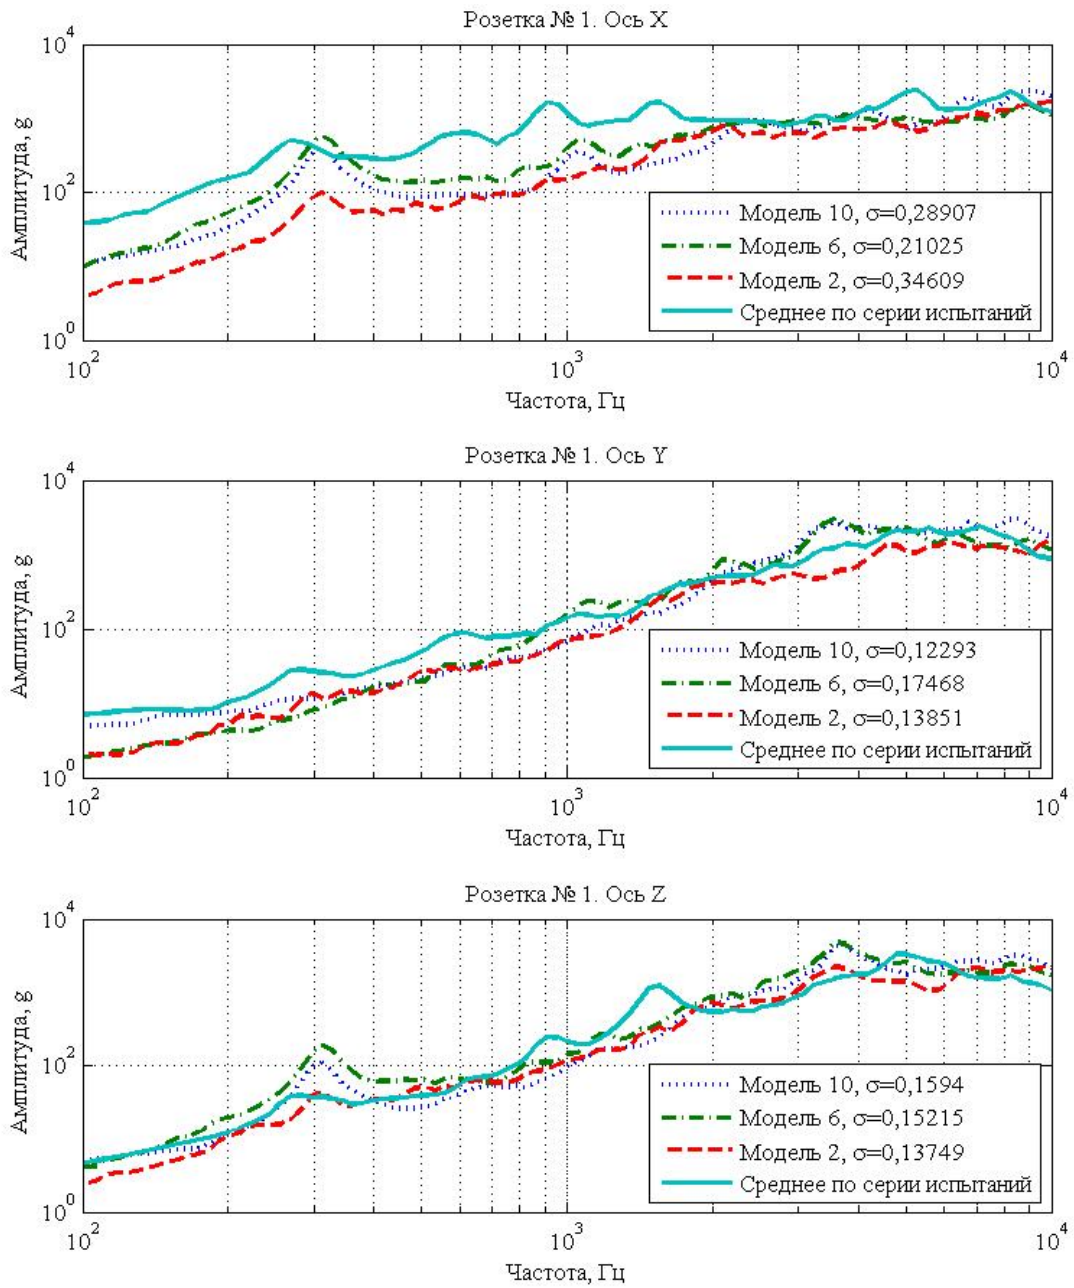 Розетка № 1. Ось X
10^4
10^2
10^0
Амплитуда, g
Модель 10, σ=0,28907
Модель 6, σ=0,21025
Модель 2, σ=0,34609
Среднее по серии испытаний
10^2
10^3
10^4
Частота, Гц
Розетка № 1. Ось Y
10^4
10^2
10^0
Амплитуда, g
Модель 10, σ=0,12293
Модель 6, σ=0,17468
Модель 2, σ=0,13851
Среднее по серии испытаний
10^2
10^3
10^4
Частота, Гц
Розетка № 1. Ось Z
10^4
10^2
10^0
Амплитуда, g
Модель 10, σ=0,1594
Модель 6, σ=0,15215
Модель 2, σ=0,13749
Среднее по серии испытаний
10^2
10^3
10^4
Частота, Гц